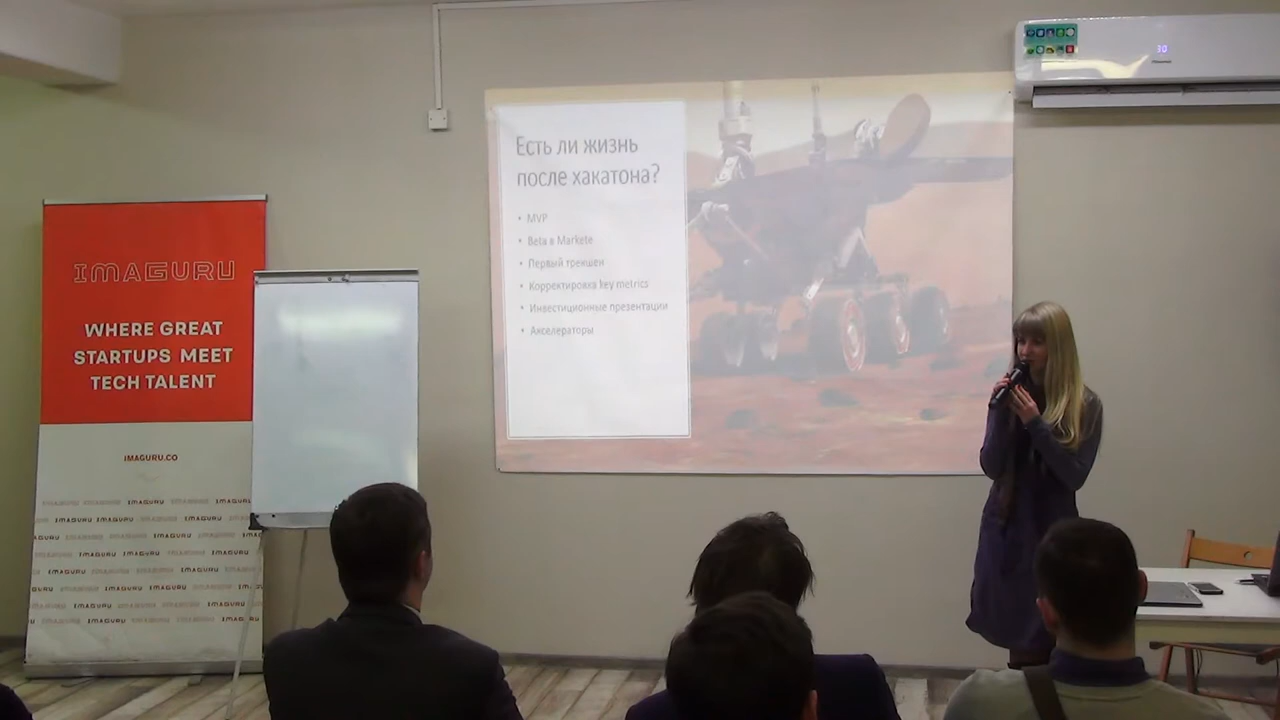 Есть ли жизнь
после хакатона?
• MVP
• Beta в Markete
• Первый трекшен
• Корректировка key metrics
• Инвестиционные презентации
• Акселераторы
IMAGURU
WHERE GREAT
STARTUPS MEET
TECH TALENT
IMAGURU.CO
30